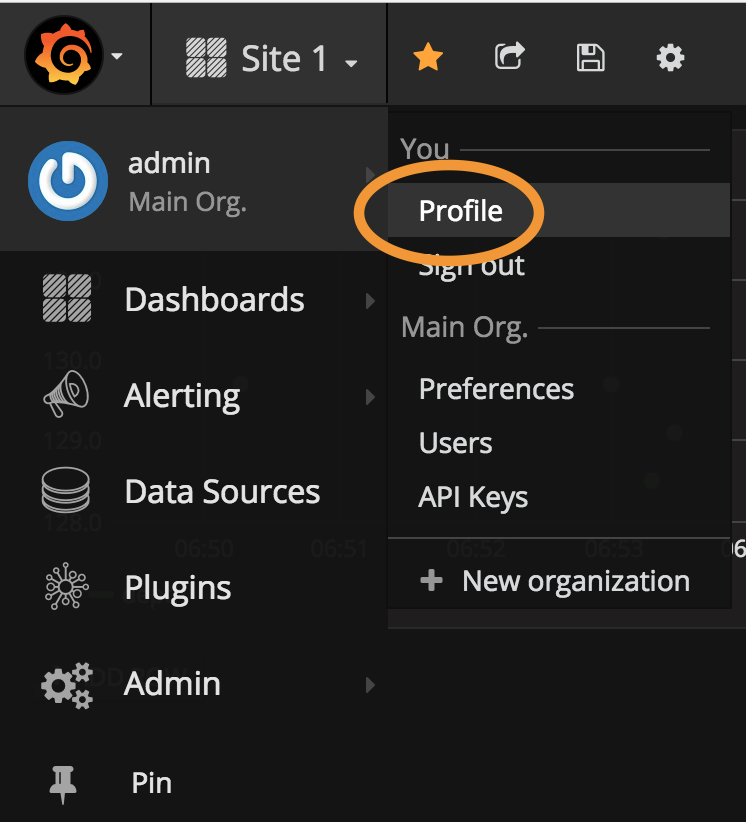 Site 1
admin
Main Org.
Dashboards
Alerting
Data Sources
Plugins
Admin
Pin
You
Profile
Sign out
Main Org.
Preferences
Users
API Keys
New organization
130.0
129.0
128.0
06:50
06:51
06:52
06:53
06